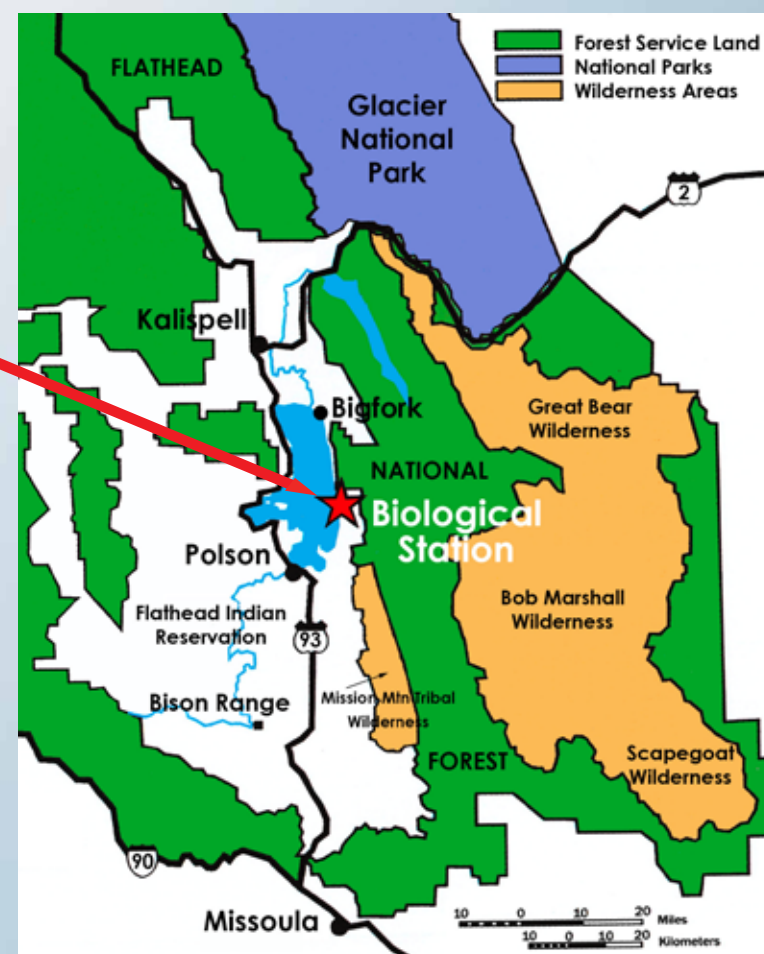 FLATHEAD
Forest Service Land
National Parks
Wilderness Areas
Glacier
National
Park
2
Kalispell
Bigfork
Great Bear
Wilderness
NATIONAL
Biological
Station
Polson
Bob Marshall
Wilderness
Flathead Indian
Reservation
93
Bison Range
Mission Mtn Tribal
Wilderness
FOREST
Scapegoat
Wilderness
90
Missoula
10 0 10 20 Miles
10 0 10 20 Kilometers